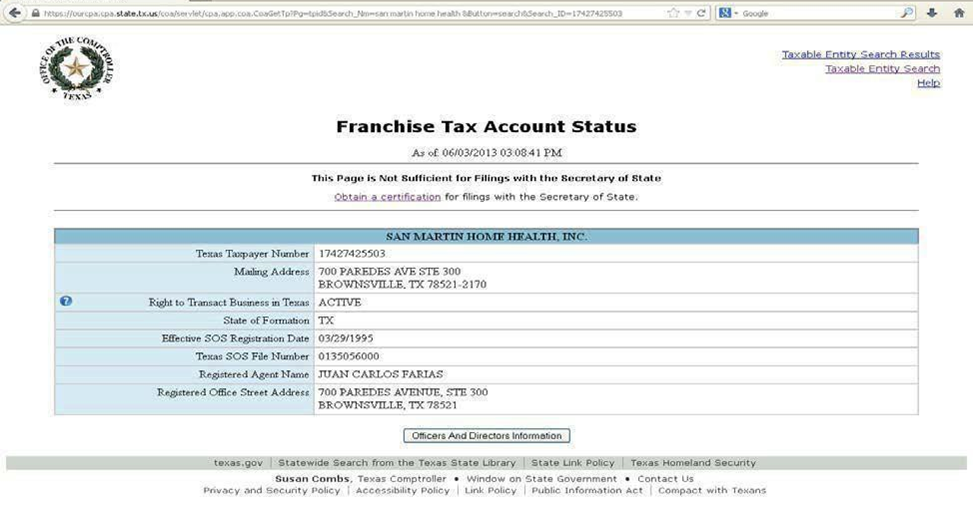 https://ourcpa.cpa.state.tx.us/coa/servlet/cpa.app.coa.CoaGetTp?Pg=tpid&Search_Nm=san martin home health &Button=search&Search_ID=17427425503
Google
OFFICE OF THE COMPTROLLER
TEXAS
Taxable Entity Search Results
Taxable Entity Search
Help
Franchise Tax Account Status
As of: 06/03/2013 03:08:41 PM
This Page is Not Sufficient for Filings with the Secretary of State
Obtain a certification for filings with the Secretary of State.
SAN MARTIN HOME HEALTH, INC.
Texas Taxpayer Number 17427425503
Mailing Address 700 PAREDES AVE STE 300
BROWNSVILLE, TX 78521-2170
? Right to Transact Business in Texas ACTIVE
State of Formation TX
Effective SOS Registration Date 03/29/1995
Texas SOS File Number 0135056000
Registered Agent Name JUAN CARLOS FARIAS
Registered Office Street Address 700 PAREDES AVENUE, STE 300
BROWNSVILLE, TX 78521
Officers And Directors Information
texas.gov | Statewide Search from the Texas State Library | State Link Policy | Texas Homeland Security
Susan Combs, Texas Comptroller • Window on State Government • Contact Us
Privacy and Security Policy | Accessibility Policy | Link Policy | Public Information Act | Compact with Texans